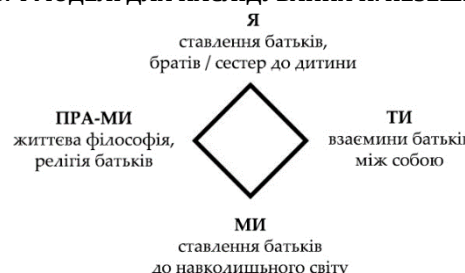 Я
ставлення батьків,
братів / сестер до дитини
ПРА-МИ
життєва філософія,
релігія батьків
ТИ
взаємини батьків
між собою
МИ
ставлення батьків
до навколишнього світу